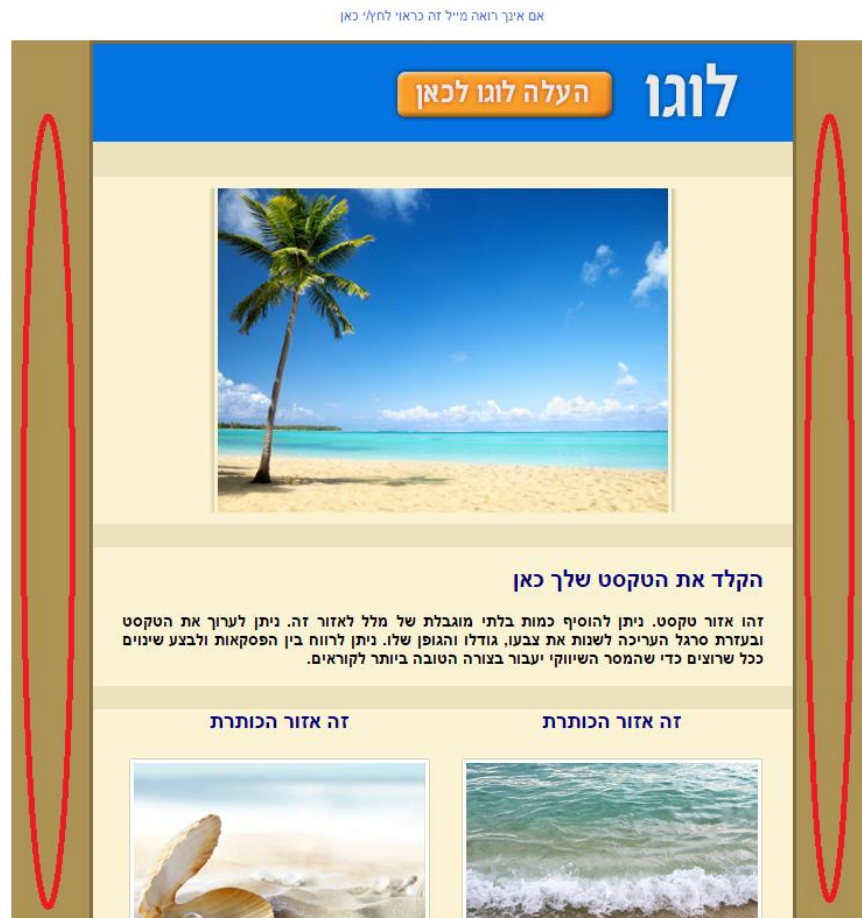 אם אינך רואה מייל זה כראוי לחץ/י כאן
לוגו
העלה לוגו לכאן
הקלד את הטקסט שלך כאן
זהו אזור טקסט. ניתן להוסיף כמות בלתי מוגבלת של מלל לאזור זה. ניתן לערוך את הטקסט
ובעזרת סרגל העריכה לשנות את צבעו, גודלו והגופן שלו. ניתן לרווח בין הפסקאות ולבצע שינוים
ככל שרוצים כדי שהמסר השיווקי יעבור בצורה הטובה ביותר לקוראים.
זה אזור הכותרת
זה אזור הכותרת